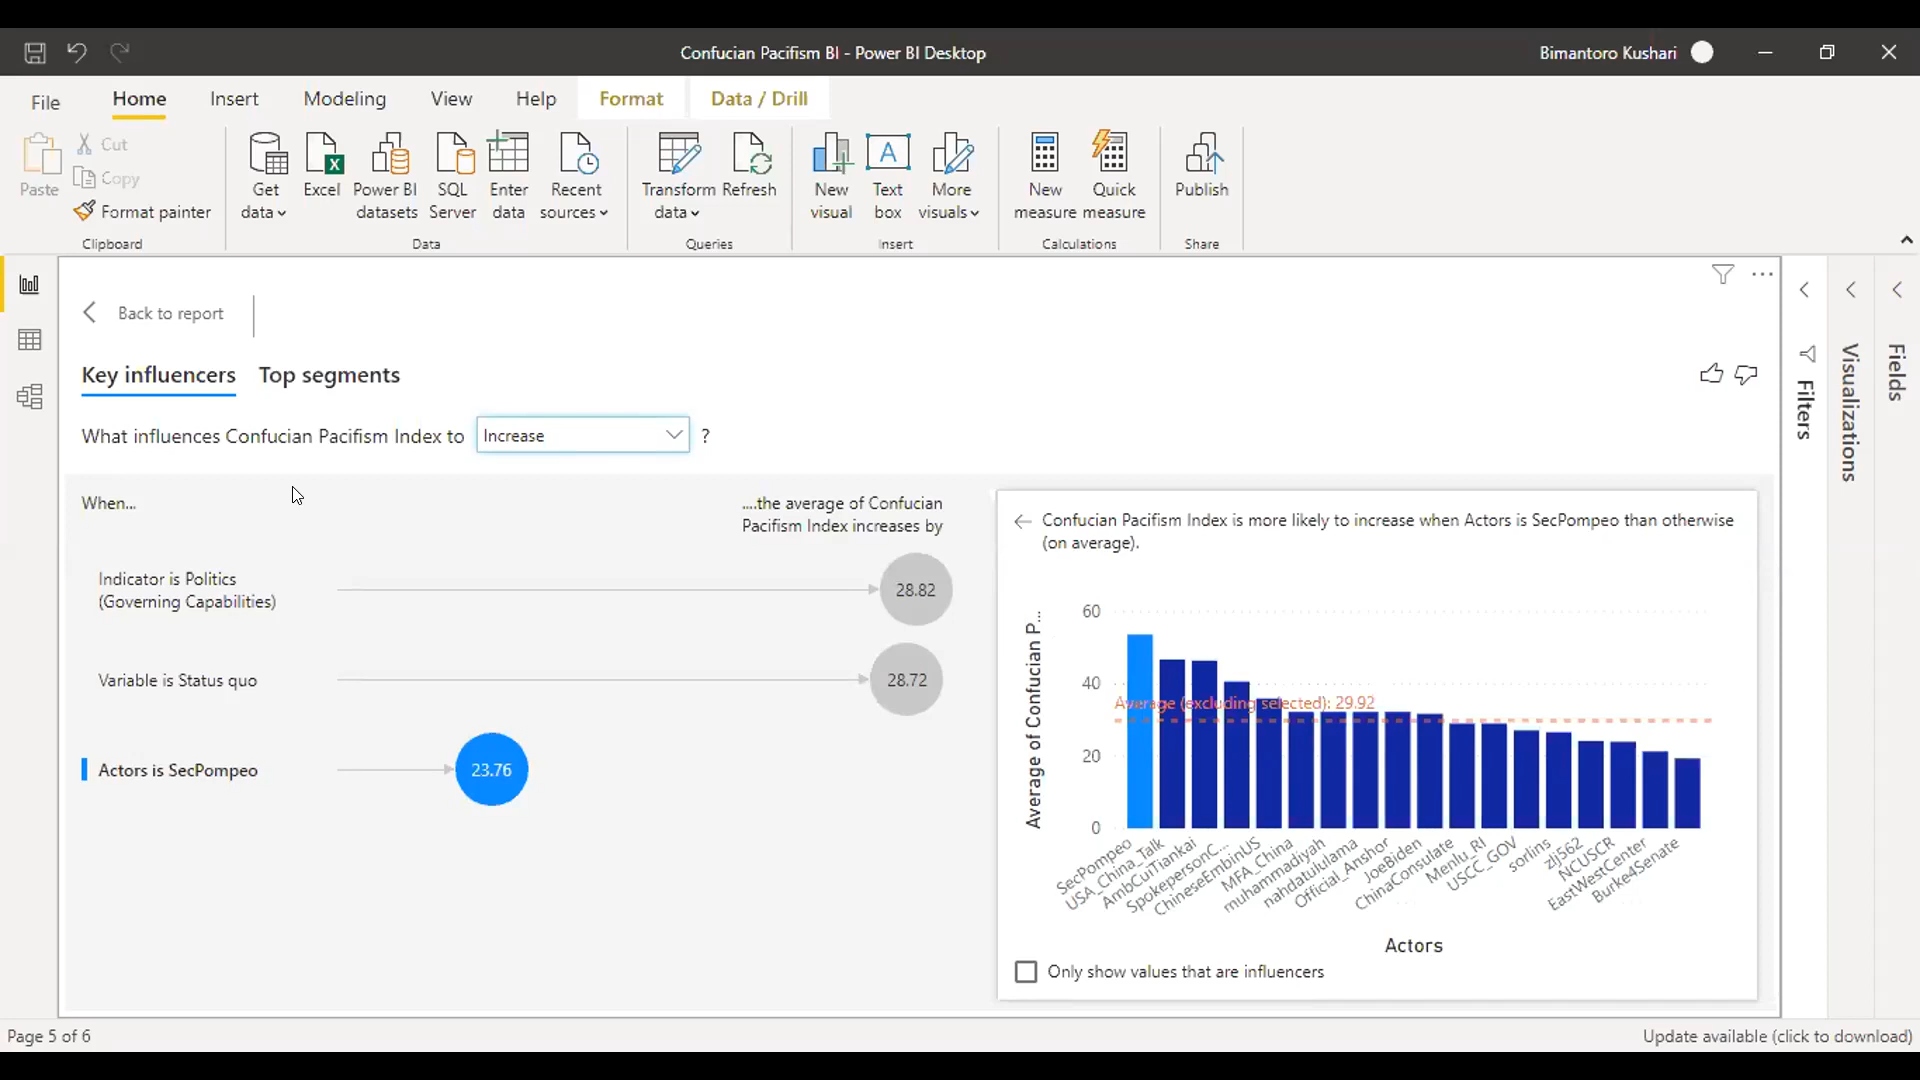 Confucian Pacifism BI - Power BI Desktop
Bimantoro Kushari
File
Home
Insert
Modeling
View
Help
Format
Data / Drill
Paste
Cut
Copy
Format painter
Clipboard
Get
data
Excel
Power BI
datasets
SQL
Server
Enter
data
Recent
sources
Data
Transform
data
Refresh
Queries
New
visual
A
Text
box
More
visuals
Insert
New
measure
Quick
measure
Calculations
Publish
Share
Back to report
Key influencers
Top segments
What influences Confucian Pacifism Index to
Increase
?
When...
....the average of Confucian
Pacifism Index increases by
Indicator is Politics
(Governing Capabilities)
28.82
Variable is Status quo
28.72
Actors is SecPompeo
23.76
Confucian Pacifism Index is more likely to increase when Actors is SecPompeo than otherwise
(on average).
Average of Confucian P...
60
40
20
0
Average (excluding selected): 29.92
SecPompeo
USA_China_Talk
AmbCuiTiankai
SpokepersonC...
ChineseEmbinUS
MFA_China
muhammadiyah
nahdatululama
Official_Anshor
JoeBiden
ChinaConsulate
Menlu_RI
USCC_GOV
sorlins
zlj562
NCUSCR
EastWestCenter
Burke4Senate
Actors
Only show values that are influencers
Filters
Visualizations
Fields
Page 5 of 6
Update available (click to download)